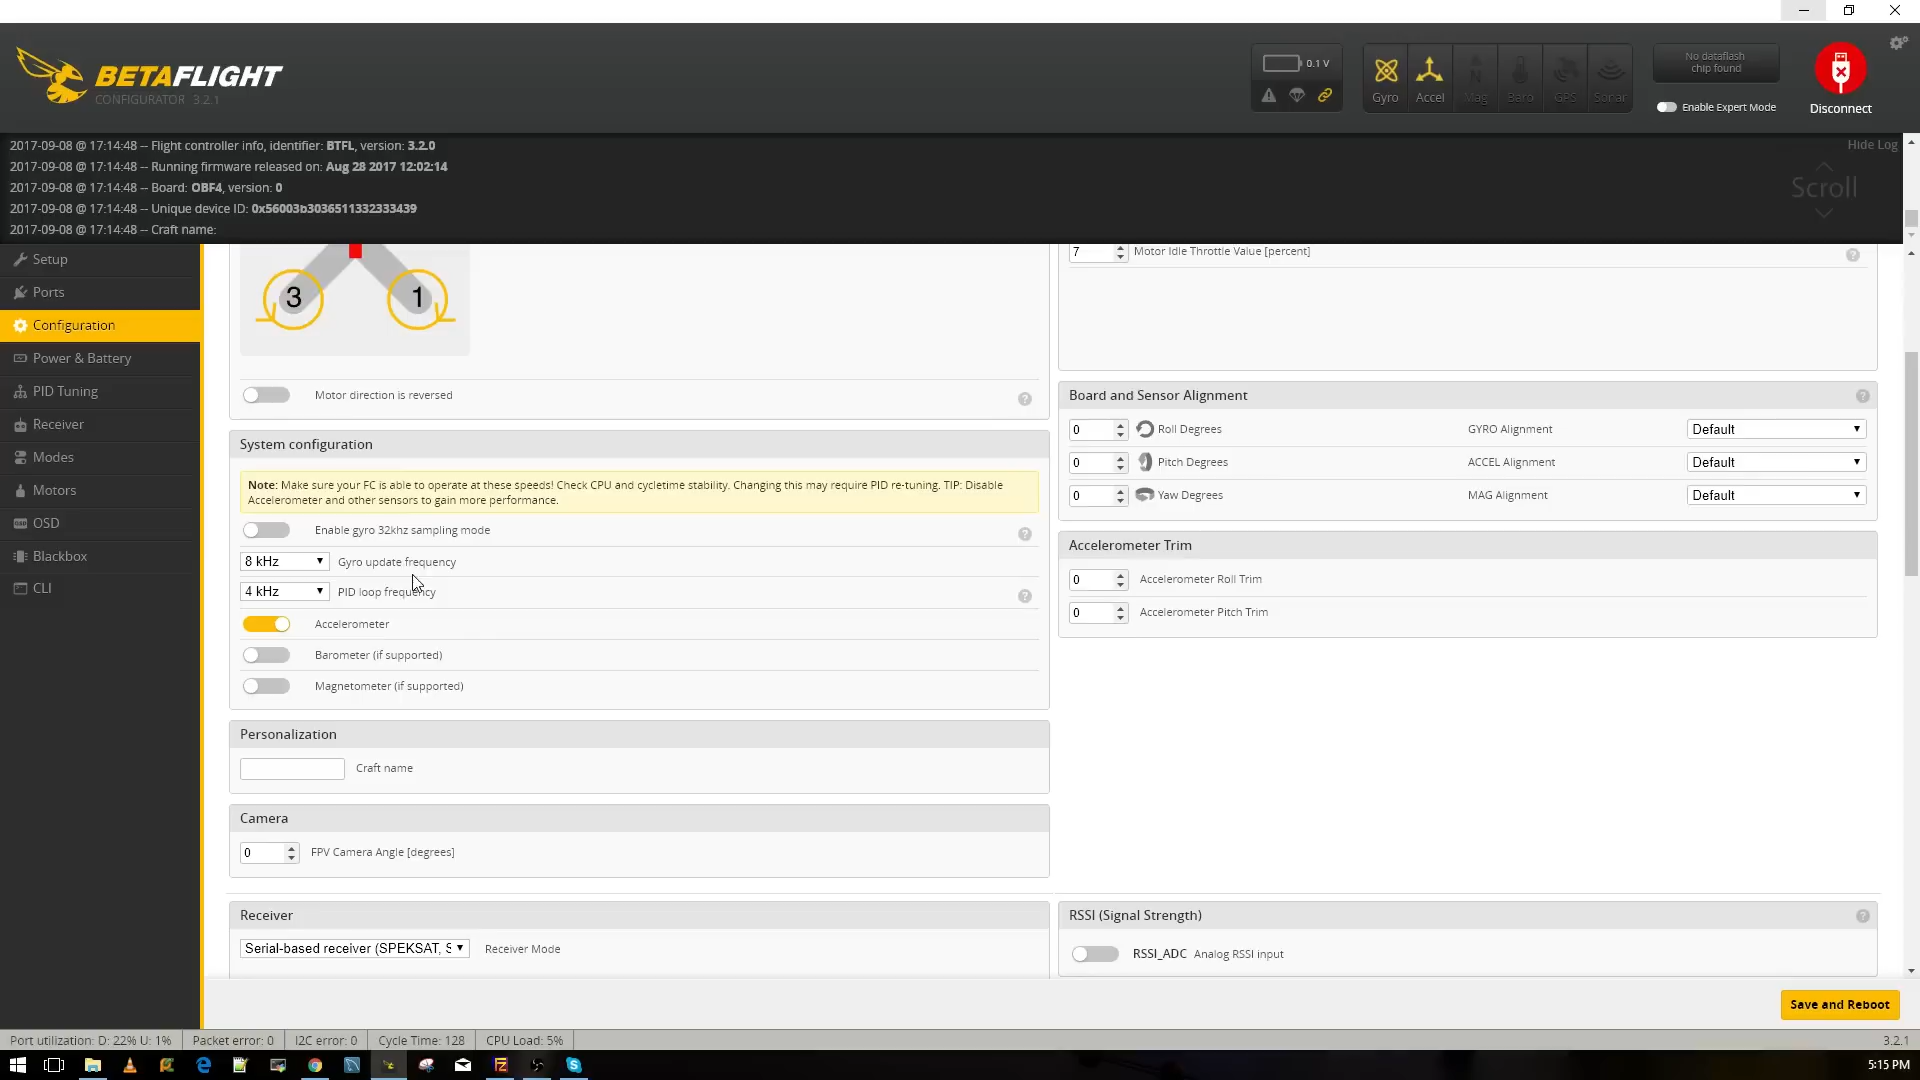 BETAFLIGHT
CONFIGURATOR 3.2.1
0.1 V
Gyro
Accel
Mag
Baro
GPS
Sonar
No dataflash
chip found
Enable Expert Mode
Disconnect
2017-09-08 @ 17:14:48 -- Flight controller info, identifier: BTFL, version: 3.2.0
2017-09-08 @ 17:14:48 -- Running firmware released on: Aug 28 2017 12:02:14
2017-09-08 @ 17:14:48 -- Board: OBF4, version: 0
2017-09-08 @ 17:14:48 -- Unique device ID: 0x56003b3036511332333439
2017-09-08 @ 17:14:48 -- Craft name:
Hide Log
Scroll
Setup
Ports
Configuration
Power & Battery
PID Tuning
Receiver
Modes
Motors
OSD
Blackbox
CLI
3
1
Motor direction is reversed
System configuration
Note: Make sure your FC is able to operate at these speeds! Check CPU and cycletime stability. Changing this may require PID re-tuning. TIP: Disable
Accelerometer and other sensors to gain more performance.
Enable gyro 32khz sampling mode
8 kHz Gyro update frequency
4 kHz PID loop frequency
Accelerometer
Barometer (if supported)
Magnetometer (if supported)
Personalization
Craft name
Camera
0 FPV Camera Angle [degrees]
Receiver
Serial-based receiver (SPEKSAT, S Receiver Mode
7 Motor Idle Throttle Value [percent]
Board and Sensor Alignment
0 Roll Degrees GYRO Alignment Default
0 Pitch Degrees ACCEL Alignment Default
0 Yaw Degrees MAG Alignment Default
Accelerometer Trim
0 Accelerometer Roll Trim
0 Accelerometer Pitch Trim
RSSI (Signal Strength)
RSSI_ADC Analog RSSI input
Save and Reboot
Port utilization: D: 22% U: 1% Packet error: 0 I2C error: 0 Cycle Time: 128 CPU Load: 5% 3.2.1
5:15 PM